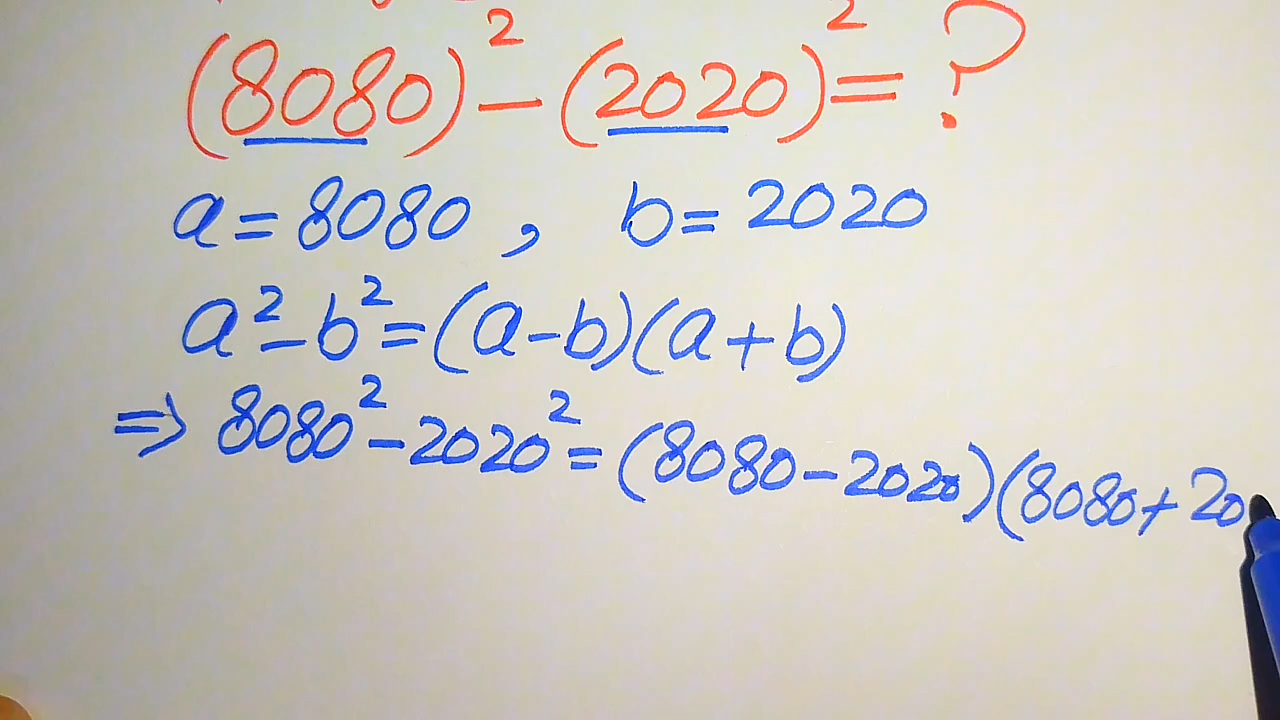 (8080)² - (2020)² = ?
a = 8080 , b = 2020
a² - b² = (a - b)(a + b)
⇒ 8080² - 2020² = (8080 - 2020)(8080 + 20